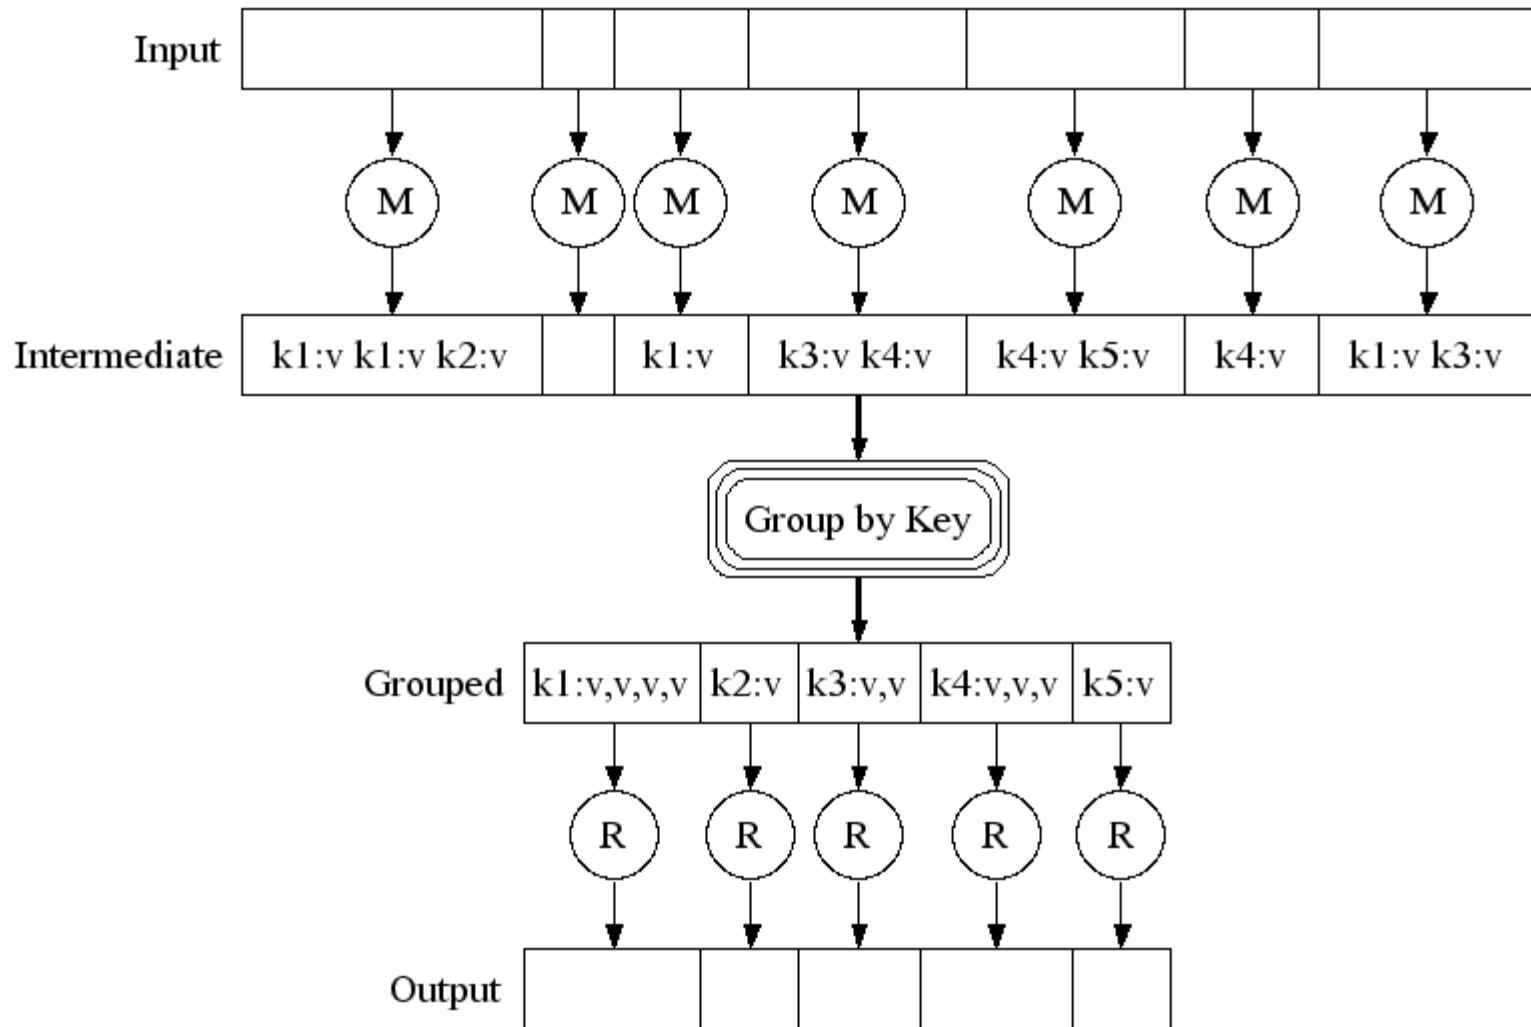 Input
M M M M M M M
Intermediate k1:v k1:v k2:v k1:v k3:v k4:v k4:v k5:v k4:v k1:v k3:v
Group by Key
Grouped k1:v,v,v,v k2:v k3:v,v k4:v,v,v k5:v
R R R R R
Output